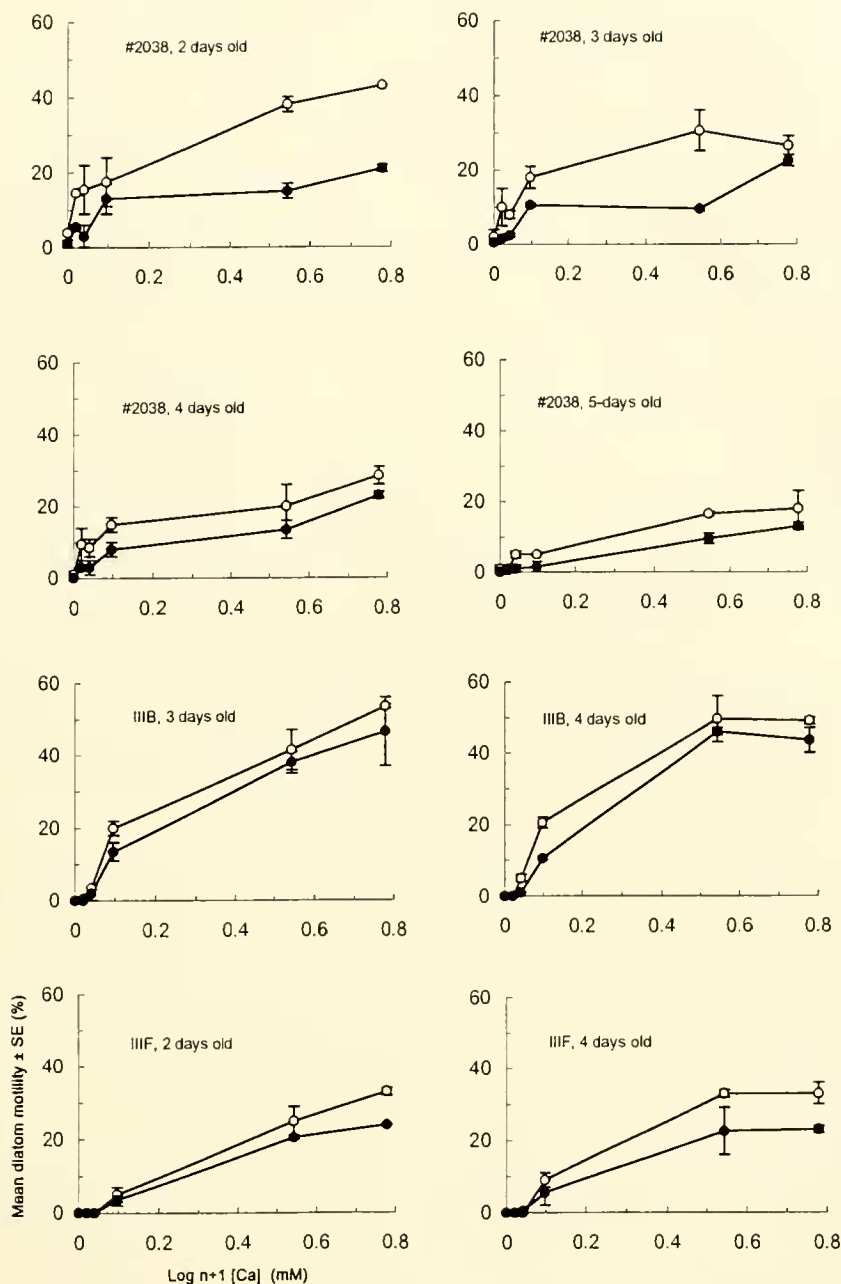 60
40
20
0
#2038, 2 days old
0 0.2 0.4 0.6 0.8
60
40
20
0
#2038, 3 days old
0 0.2 0.4 0.6 0.8
60
40
20
0
#2038, 4 days old
0 0.2 0.4 0.6 0.8
60
40
20
0
#2038, 5-days old
0 0.2 0.4 0.6 0.8
60
40
20
0
IIIB, 3 days old
0 0.2 0.4 0.6 0.8
60
40
20
0
IIIB, 4 days old
0 0.2 0.4 0.6 0.8
Mean diatom motility ± SE (%)
60
40
20
0
IIIF, 2 days old
0 0.2 0.4 0.6 0.8
Log n+1 [Ca] (mM)
60
40
20
0
IIIF, 4 days old
0 0.2 0.4 0.6 0.8